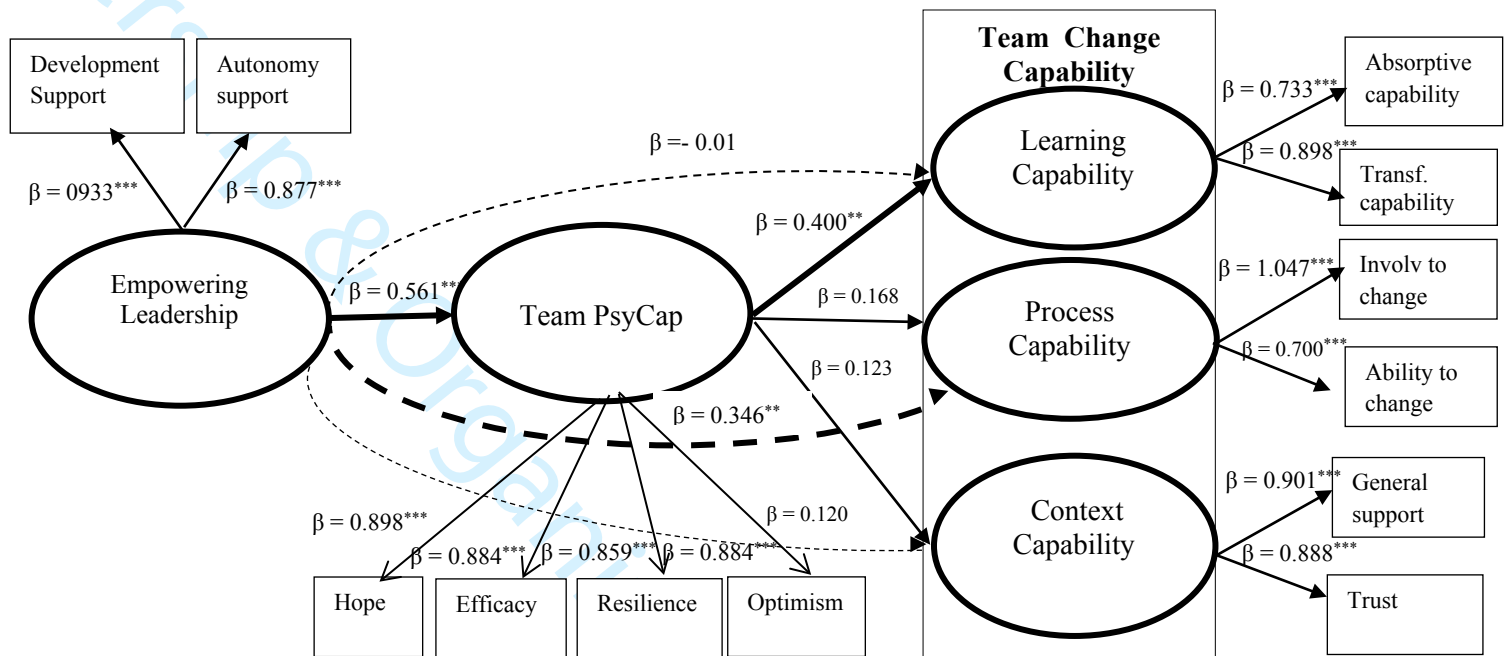 Team Change
Capability
Development
Support
Autonomy
support
Absorptive
capability
β = 0.733***
Learning
Capability
β =- 0.01
β = 0.898***
Transf.
capability
β = 0933***
β = 0.877***
β = 0.400**
Empowering
Leadership
β = 0.561***
Team PsyCap
β = 0.168
Process
Capability
β = 1.047***
Involv to
change
β = 0.700***
Ability to
change
β = 0.123
β = 0.346**
Context
Capability
β = 0.901***
General
support
β = 0.888***
Trust
β = 0.898***
β = 0.884***
β = 0.859***
β = 0.884***
β = 0.120
Hope
Efficacy
Resilience
Optimism